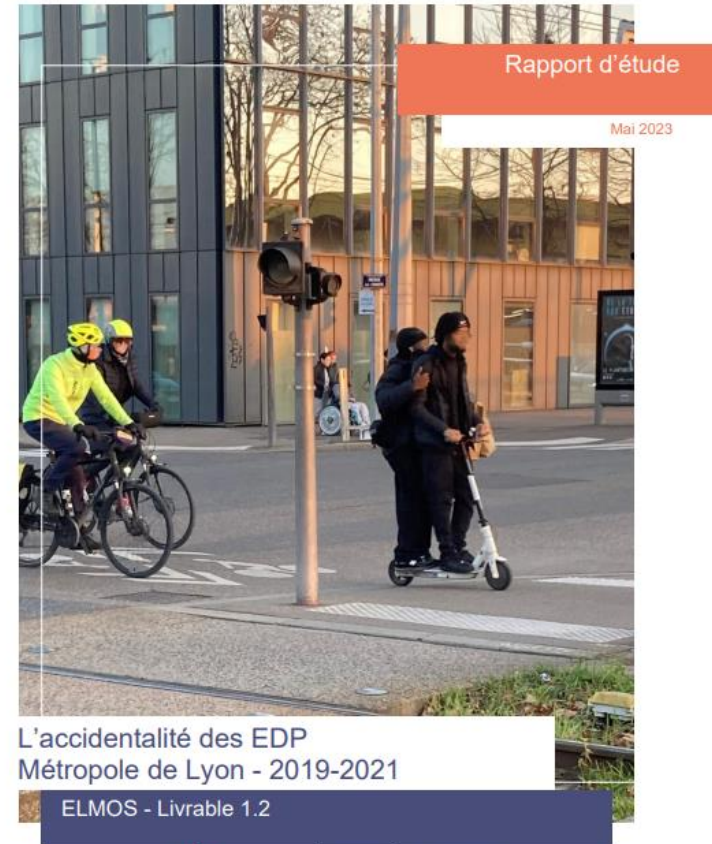 Rapport d'étude
Mai 2023
L'accidentalité des EDP
Métropole de Lyon - 2019-2021
ELMOS - Livrable 1.2